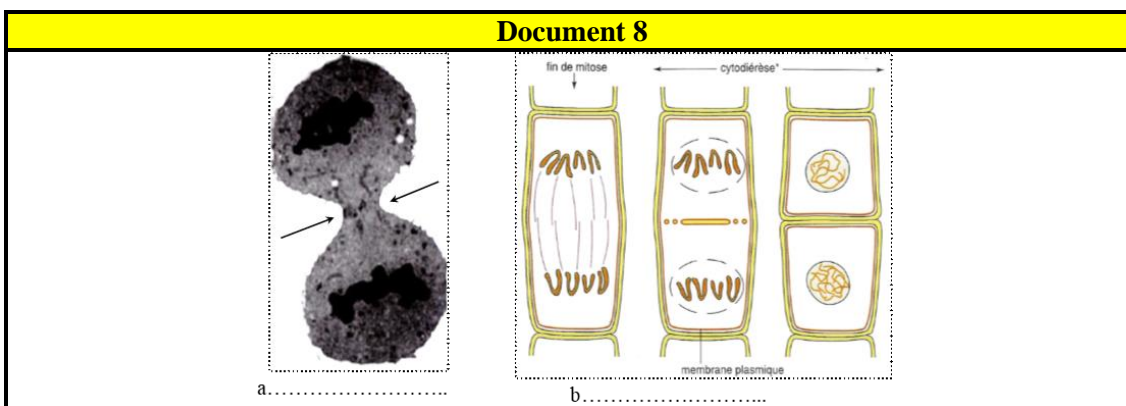 Document 8
fin de mitose
cytodiérèse*
membrane plasmique
a……………………..
b……………………...